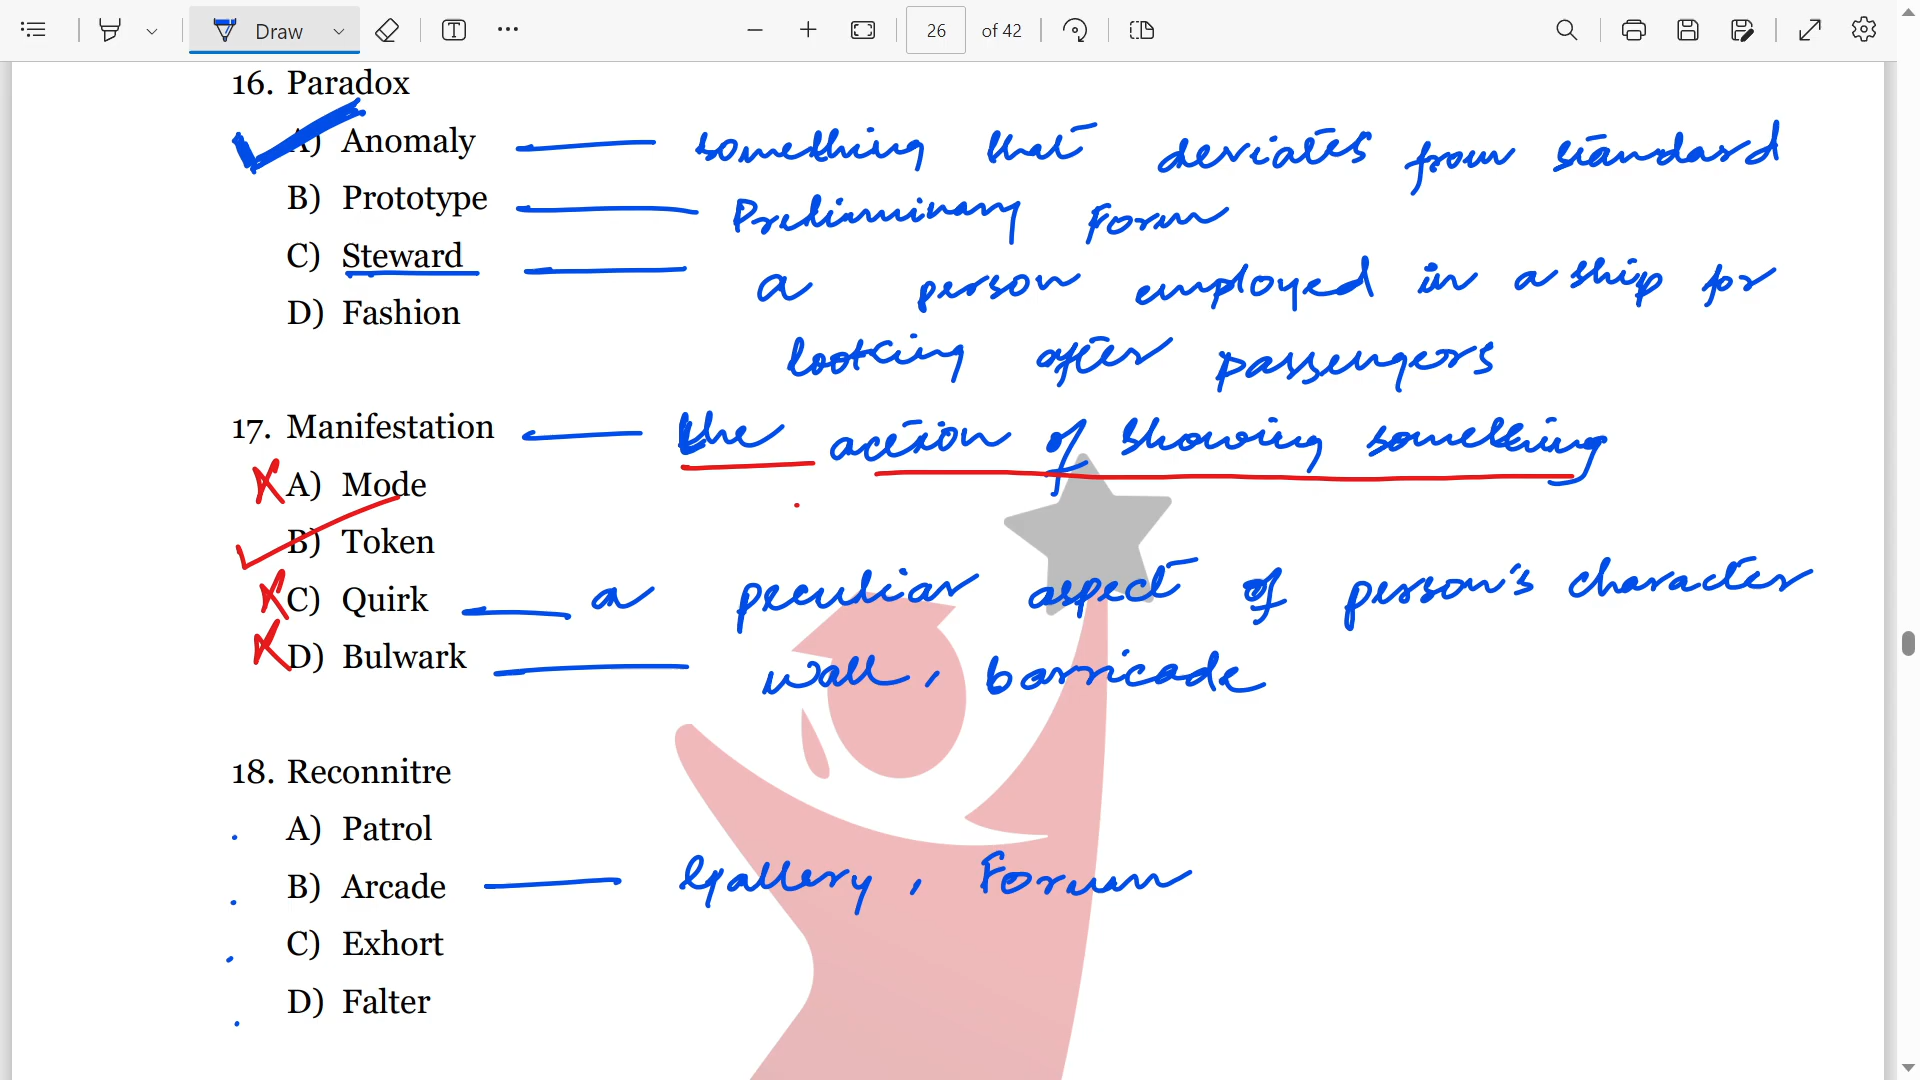 Draw 26 of 42
16. Paradox
A) Anomaly something that deviates from standard
B) Prototype Preliminary Form
C) Steward a person employed in a ship for
D) Fashion
looking after passengers
17. Manifestation the action of showing something
A) Mode
B) Token
C) Quirk a peculiar aspect of person's character
D) Bulwark wall, barricade
18. Reconnitre
A) Patrol
B) Arcade Gallery, Forum
C) Exhort
D) Falter